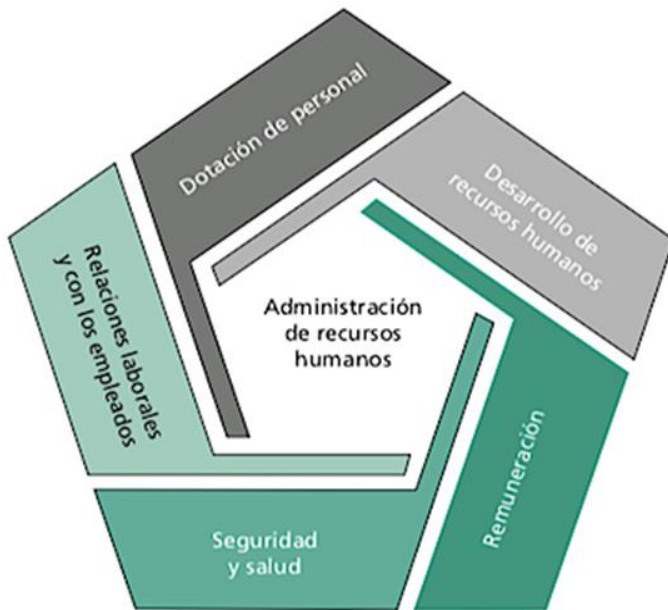 Dotación de personal
Desarrollo de
recursos humanos
Relaciones laborales
y con los empleados
Administración
de recursos
humanos
Remuneración
Seguridad
y salud